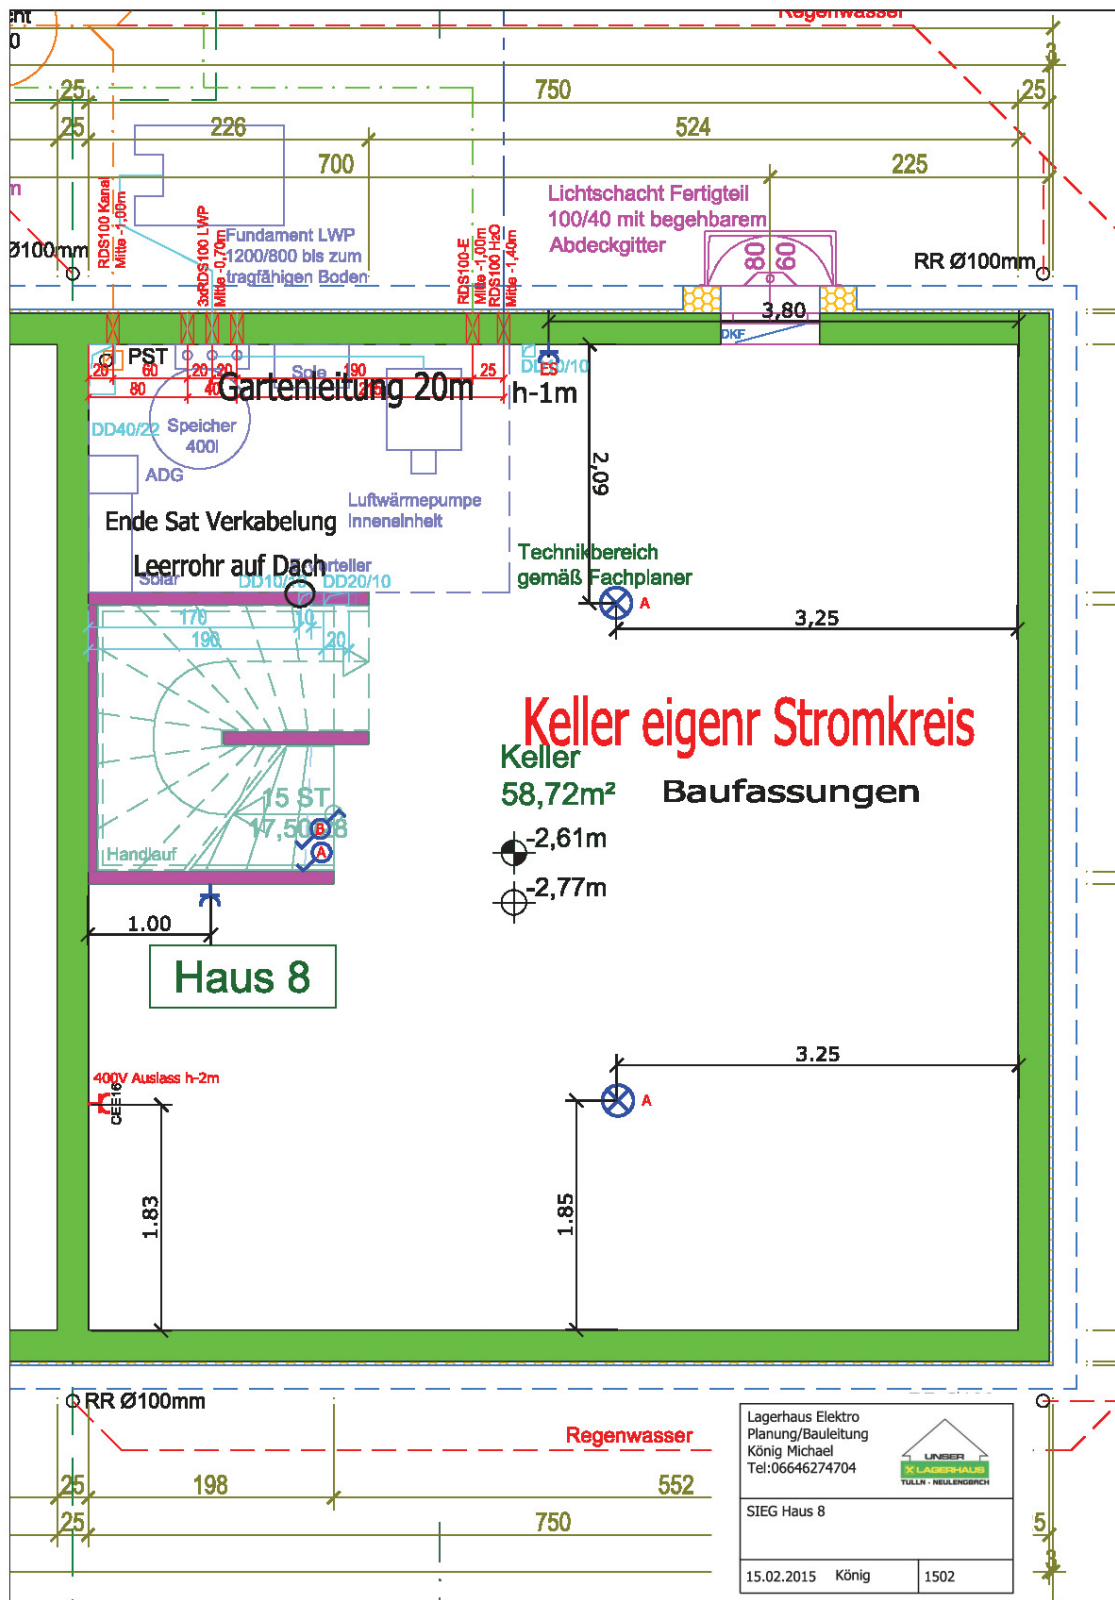 ent
0
Regenwasser
3
25
750
25
25
226
524
700
225
m
Ø100mm
RDS100 Kanal
Mitte -1,00m
3xRDS100 LWP
Mitte -0,70m
Fundament LWP
1200/800 bis zum
tragfähigen Boden
RDS100-E
Mitte -1,00m
RDS100 H2O
Mitte -1,40m
Lichtschacht Fertigteil
100/40 mit begehbarem
Abdeckgitter
80
60
RR Ø100mm
3,80
DKF
PST
Sole
20
60
20
20
190
25
80
40
Gartenleitung 20m
h-1m
DD40/22
Speicher
400l
ADG
2,09
Luftwärmepumpe
Inneneinheit
Ende Sat Verkabelung
Leerrohr auf Dach
Solar
DD20/10
Technikbereich
gemäß Fachplaner
A
170
10
190
20
3,25
Keller eigenr Stromkreis
Keller
58,72m²
Baufassungen
15 ST
B
A
Handlauf
-2,61m
-2,77m
1.00
Haus 8
400V Auslass h-2m
CEE16
3.25
A
1.83
1.85
RR Ø100mm
Regenwasser
25
198
552
25
750
5
3
Lagerhaus Elektro
Planung/Bauleitung
König Michael
Tel:06646274704
UNSER
X LAGERHAUS
TULLN - NEULENGBACH
SIEG Haus 8
15.02.2015 König 1502